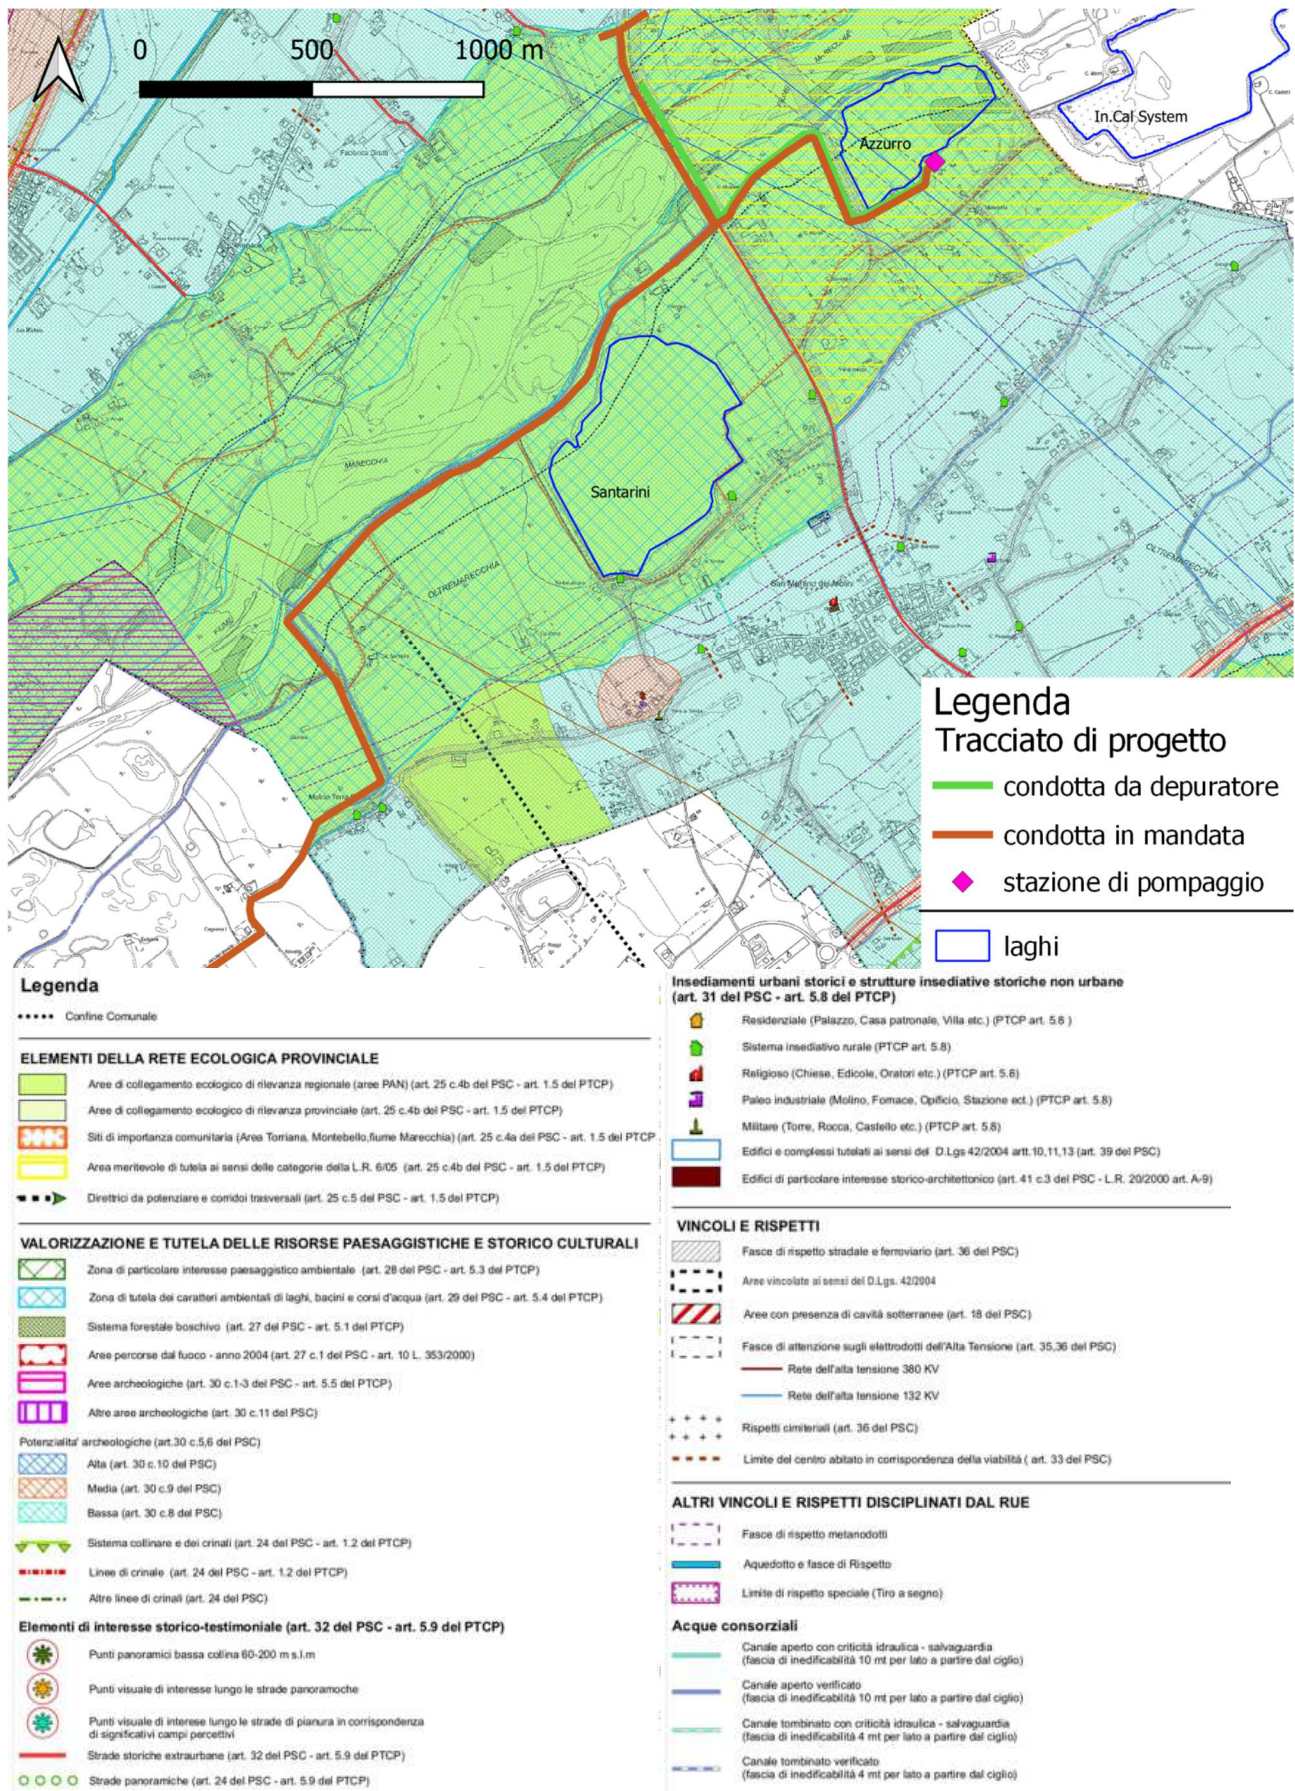 0 500 1000 m
In.Cal System
Azzurro
MARECCHIA
Santarini
OLTREMARECCHIA
San Martino dei Molini
OLTREMARECCHIA
FIUME
Legenda
Tracciato di progetto
condotta da depuratore
condotta in mandata
stazione di pompaggio
laghi
Legenda
Confine Comunale
ELEMENTI DELLA RETE ECOLOGICA PROVINCIALE
Aree di collegamento ecologico di rilevanza regionale (aree PAN) (art. 25 c.4b del PSC - art. 1.5 del PTCP)
Aree di collegamento ecologico di rilevanza provinciale (art. 25 c.4b del PSC - art. 1.5 del PTCP)
Siti di importanza comunitaria (Area Torriana, Montebello,fiume Marecchia) (art. 25 c.4a del PSC - art. 1.5 del PTCP
Area meritevole di tutela ai sensi delle categorie della L.R. 6/05 (art. 25 c.4b del PSC - art. 1.5 del PTCP)
Direttrici da potenziare e corridoi trasversali (art. 25 c.5 del PSC - art. 1.5 del PTCP)
VALORIZZAZIONE E TUTELA DELLE RISORSE PAESAGGISTICHE E STORICO CULTURALI
Zona di particolare interesse paesaggistico ambientale (art. 28 del PSC - art. 5.3 del PTCP)
Zona di tutela dei caratteri ambientali di laghi, bacini e corsi d'acqua (art. 29 del PSC - art. 5.4 del PTCP)
Sistema forestale boschivo (art. 27 del PSC - art. 5.1 del PTCP)
Aree percorse dal fuoco - anno 2004 (art. 27 c.1 del PSC - art. 10 L. 353/2000)
Aree archeologiche (art. 30 c.1-3 del PSC - art. 5.5 del PTCP)
Altre aree archeologiche (art. 30 c.11 del PSC)
Potenzialita' archeologiche (art.30 c.5,6 del PSC)
Alta (art. 30 c.10 del PSC)
Media (art. 30 c.9 del PSC)
Bassa (art. 30 c.8 del PSC)
Sistema collinare e dei crinali (art. 24 del PSC - art. 1.2 del PTCP)
Linee di crinale (art. 24 del PSC - art. 1.2 del PTCP)
Altre linee di crinali (art. 24 del PSC)
Elementi di interesse storico-testimoniale (art. 32 del PSC - art. 5.9 del PTCP)
Punti panoramici bassa collina 60-200 m s.l.m
Punti visuale di interesse lungo le strade panoramoche
Punti visuale di interese lungo le strade di pianura in corrispondenza
di significativi campi percettivi
Strade storiche extraurbane (art. 32 del PSC - art. 5.9 del PTCP)
Strade panoramiche (art. 24 del PSC - art. 5.9 del PTCP)
Insediamenti urbani storici e strutture insediative storiche non urbane
(art. 31 del PSC - art. 5.8 del PTCP)
Residenziale (Palazzo, Casa patronale, Villa etc.) (PTCP art. 5.8 )
Sistema insediativo rurale (PTCP art. 5.8)
Religioso (Chiese, Edicole, Oratori etc.) (PTCP art. 5.8)
Paleo industriale (Molino, Fornace, Opificio, Stazione ect.) (PTCP art. 5.8)
Militare (Torre, Rocca, Castello etc.) (PTCP art. 5.8)
Edifici e complessi tutelati ai sensi del D.Lgs 42/2004 artt.10,11,13 (art. 39 del PSC)
Edifici di particolare interesse storico-architettonico (art. 41 c.3 del PSC - L.R. 20/2000 art. A-9)
VINCOLI E RISPETTI
Fasce di rispetto stradale e ferroviario (art. 36 del PSC)
Aree vincolate ai sensi del D.Lgs. 42/2004
Aree con presenza di cavità sotterranee (art. 18 del PSC)
Fasce di attenzione sugli elettrodotti dell'Alta Tensione (art. 35,36 del PSC)
Rete dell'alta tensione 380 KV
Rete dell'alta tensione 132 KV
Rispetti cimiteriali (art. 36 del PSC)
Limite del centro abitato in corrispondenza della viabilità ( art. 33 del PSC)
ALTRI VINCOLI E RISPETTI DISCIPLINATI DAL RUE
Fasce di rispetto metanodotti
Aquedotto e fasce di Rispetto
Limite di rispetto speciale (Tiro a segno)
Acque consorziali
Canale aperto con criticità idraulica - salvaguardia
(fascia di inedificabilità 10 mt per lato a partire dal ciglio)
Canale aperto verificato
(fascia di inedificabilità 10 mt per lato a partire dal ciglio)
Canale tombinato con criticità idraulica - salvaguardia
(fascia di inedificabilità 4 mt per lato a partire dal ciglio)
Canale tombinato verificato
(fascia di inedificabilità 4 mt per lato a partire dal ciglio)